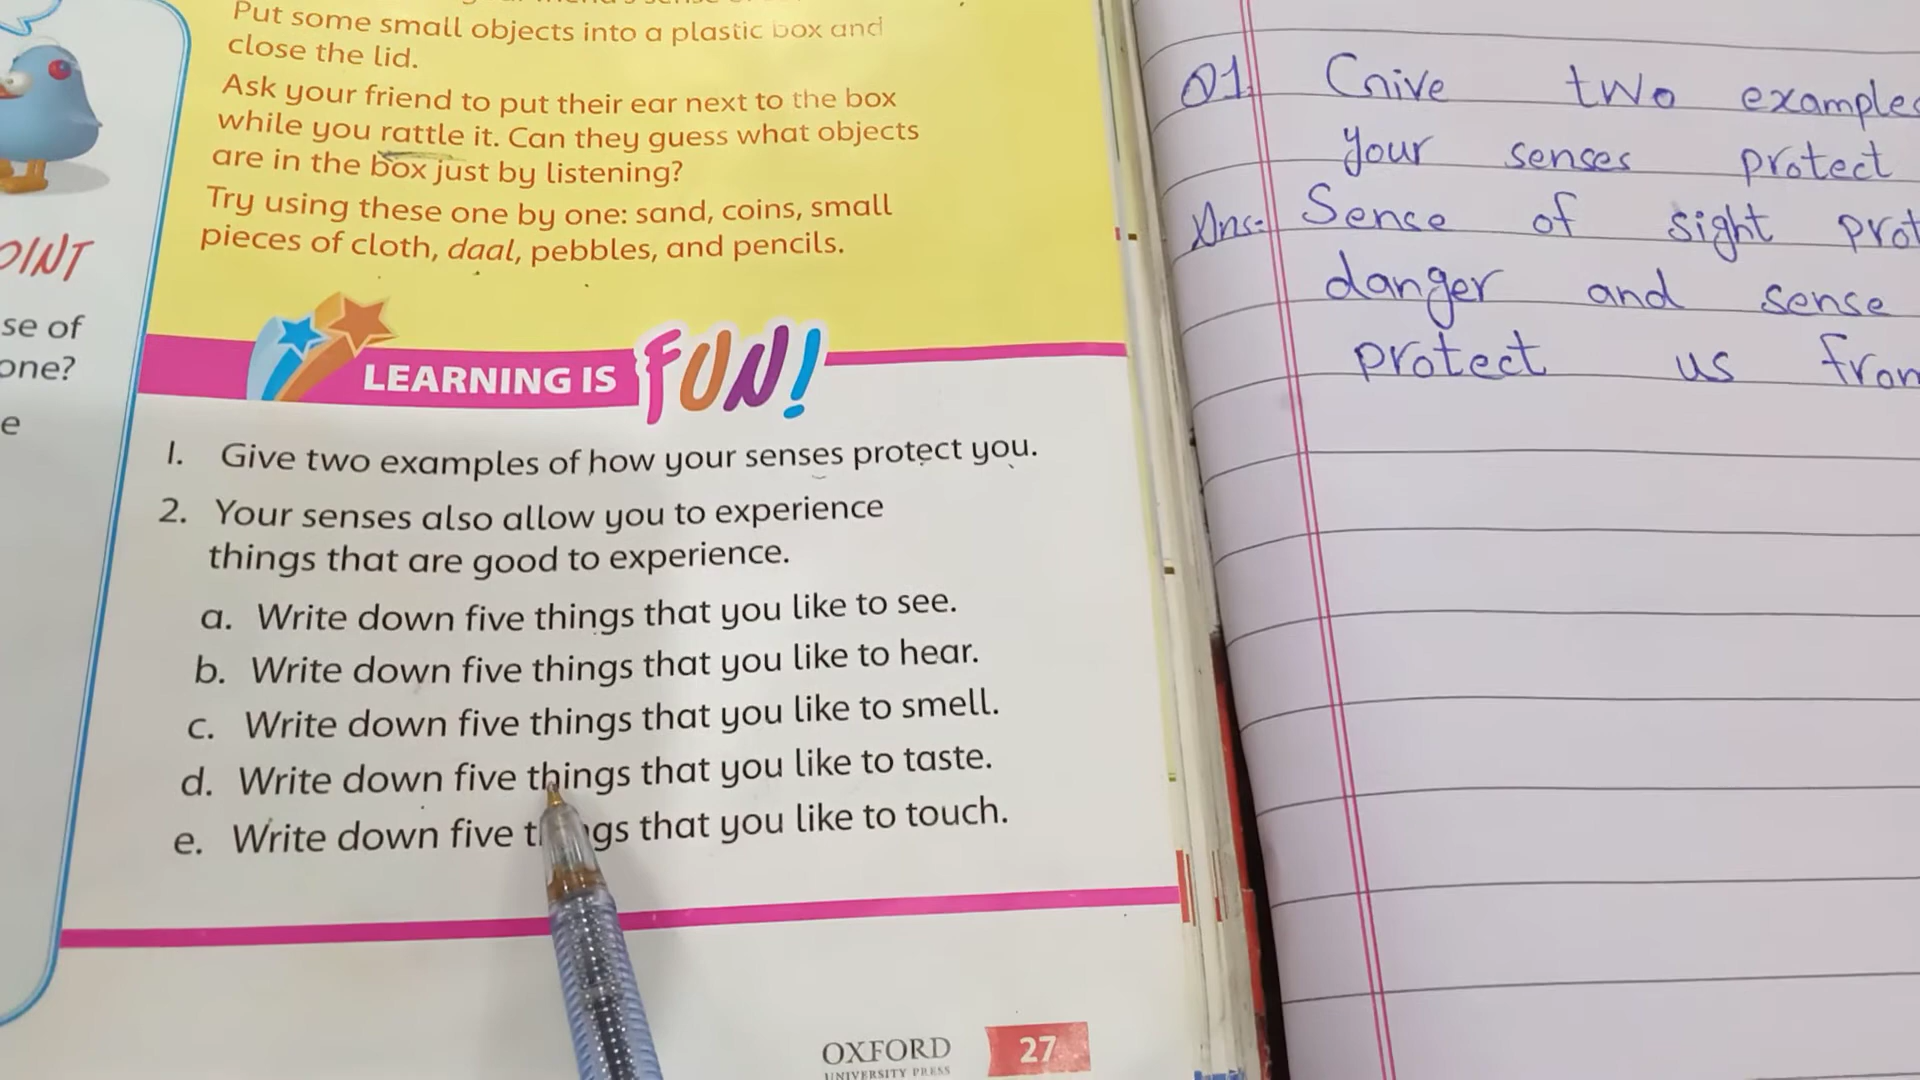 Put some small objects into a plastic box and
close the lid.
Ask your friend to put their ear next to the box
while you rattle it. Can they guess what objects
are in the box just by listening?
Try using these one by one: sand, coins, small
pieces of cloth, daal, pebbles, and pencils.
OINT
se of
one?
e
LEARNING IS FUN!
1. Give two examples of how your senses protect you.
2. Your senses also allow you to experience
things that are good to experience.
a. Write down five things that you like to see.
b. Write down five things that you like to hear.
c. Write down five things that you like to smell.
d. Write down five things that you like to taste.
e. Write down five things that you like to touch.
OXFORD
UNIVERSITY PRESS
27
Q1 Give two examples
your senses protect
Ans:- Sense of sight prot
danger and sense
protect us from